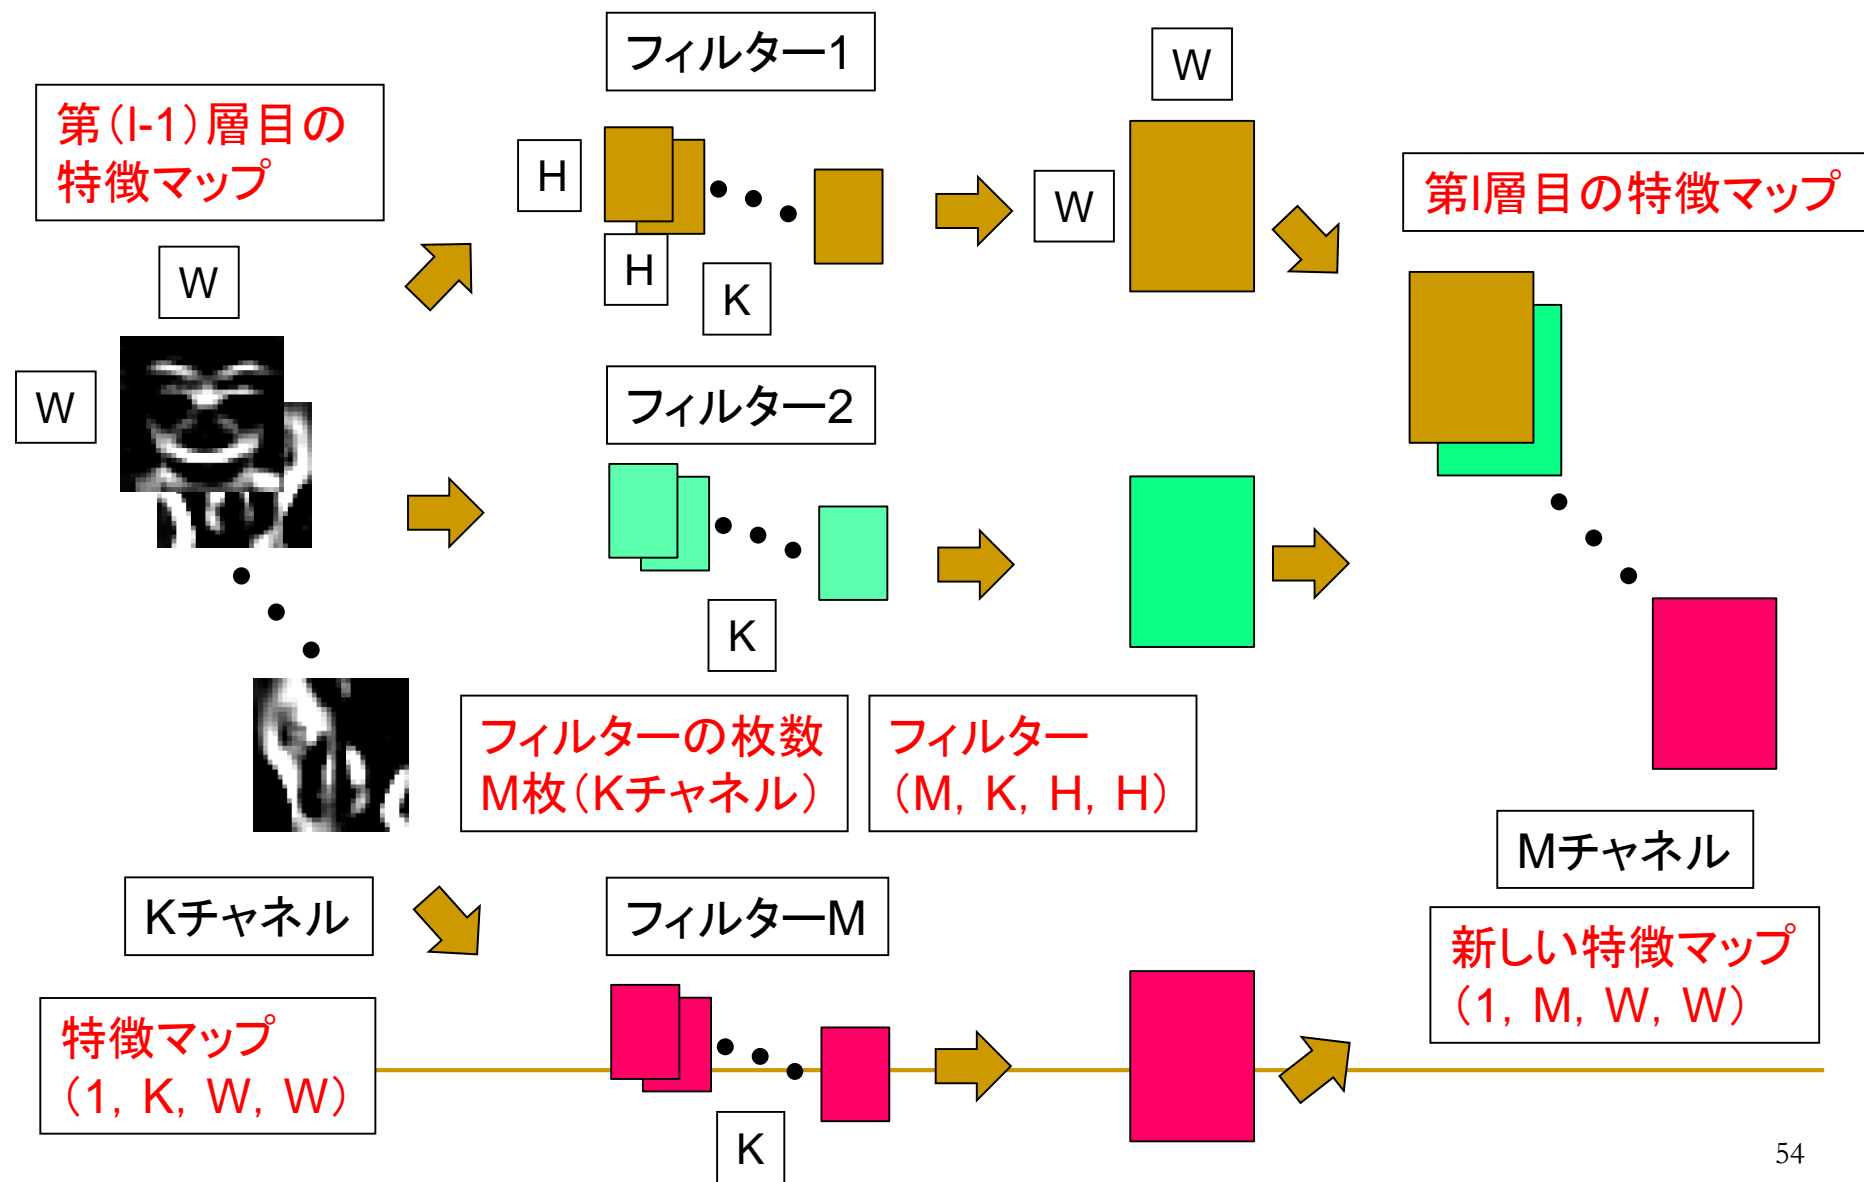 フィルター1
W
第(l-1)層目の
特徴マップ
H
W
第l層目の特徴マップ
W
H
K
W
フィルター2
K
フィルターの枚数
M枚(Kチャネル)
フィルター
(M, K, H, H)
Mチャネル
Kチャネル
フィルターM
新しい特徴マップ
(1, M, W, W)
特徴マップ
(1, K, W, W)
K
54